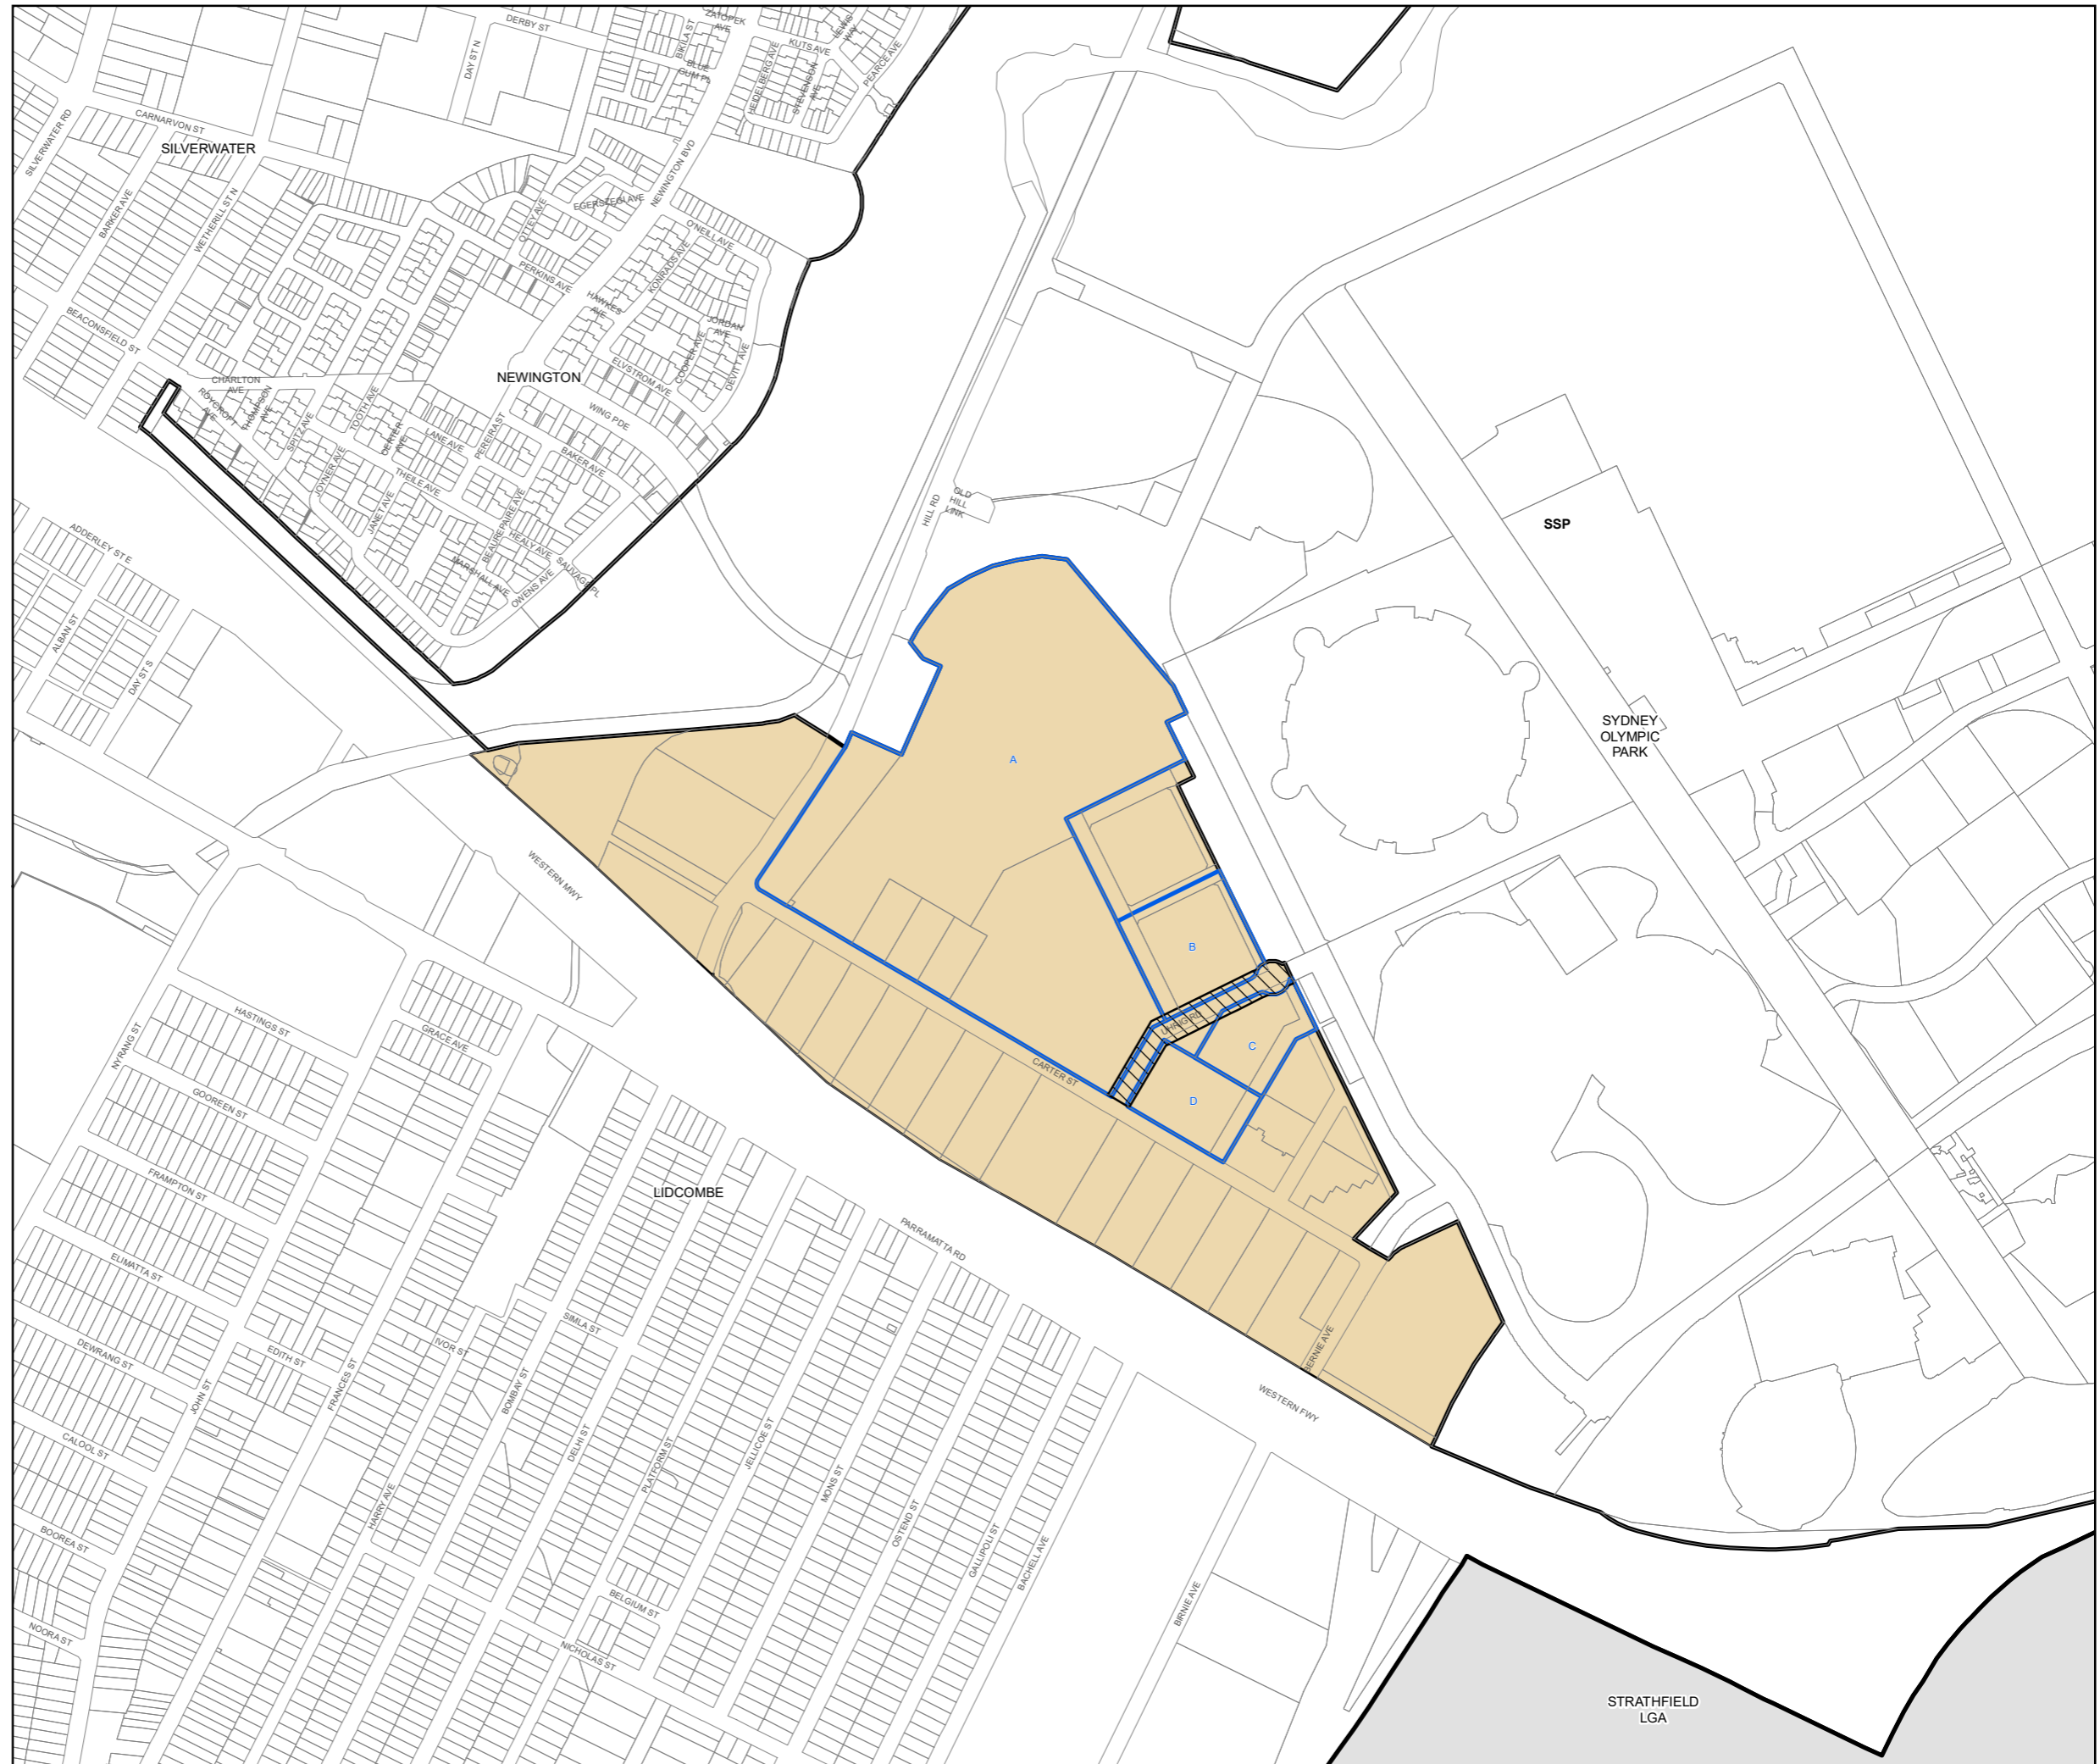 ZATOPEK
AVE
LEWIS
WAY
DERBY ST
BIKILA ST
KUTS AVE
DAY ST N
BLUE
GUM PL
HEIDELBERG AVE
STEVENSON
AVE
PEARCE AVE
CARNARVON ST
SILVERWATER RD
SILVERWATER
BARKER AVE
WETHERILL ST N
NEWINGTON BVD
EGERSZEGI AVE
OTTEY AVE
O'NEILL AVE
KONRADS AVE
PERKINS AVE
HAWKES
AVE
JORDAN
AVE
BEACONSFIELD ST
COOPER AVE
DEVITT AVE
ELVSTROM AVE
CHARLTON
AVE
NEWINGTON
ROYCROFT
AVE
THOMPSON
AVE
SPITZ AVE
TOOTH AVE
OERTER
AVE
LANE AVE
PEREIRA ST
WING PDE
BAKER AVE
JOYNER AVE
THEILE AVE
JANET AVE
BEAUREPAIRE AVE
HEALY AVE
MARSHALL AVE
OWENS AVE
SAUVAGE PL
HILL RD
OLD
HILL
LINK
SSP
ADDERLEY ST E
ALBAN ST
DAY ST S
SYDNEY
OLYMPIC
PARK
A
WESTERN MWY
B
UHRIG RD
C
D
CARTER ST
NYRANG ST
HASTINGS ST
GRACE AVE
GOOREEN ST
FRAMPTON ST
LIDCOMBE
PARRAMATTA RD
ELIMATTA ST
SIMLA ST
IVOR ST
EDITH ST
DEWRANG ST
FRANCES ST
JOHN ST
BOMBAY ST
BERNIE AVE
WESTERN FWY
DELHI ST
PLATFORM ST
JELLICOE ST
MONS ST
CALOOL ST
HARRY AVE
OSTEND ST
GALLIPOLI ST
BACHELL AVE
BOOREA ST
BIRNIE AVE
BELGIUM ST
NOORA ST
NICHOLAS ST
STRATHFIELD
LGA